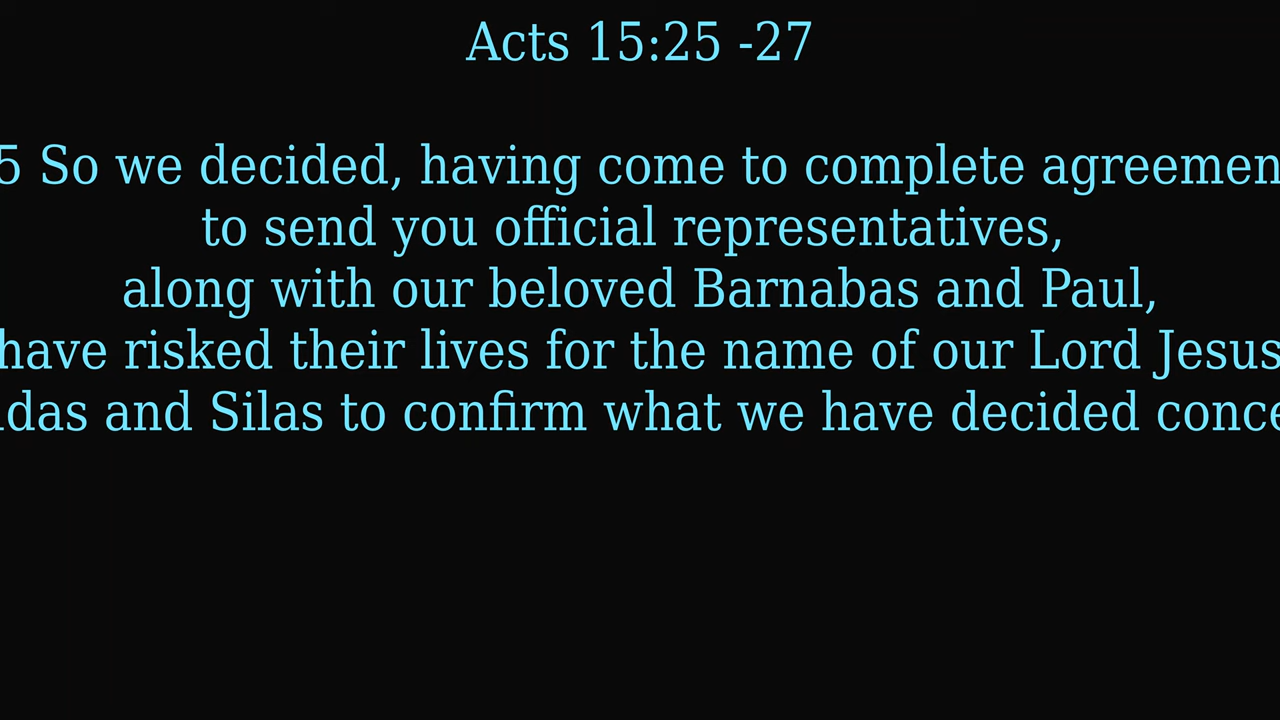 Acts 15:25 -27
5 So we decided, having come to complete agreemen
to send you official representatives,
along with our beloved Barnabas and Paul,
have risked their lives for the name of our Lord Jesus
das and Silas to confirm what we have decided conce